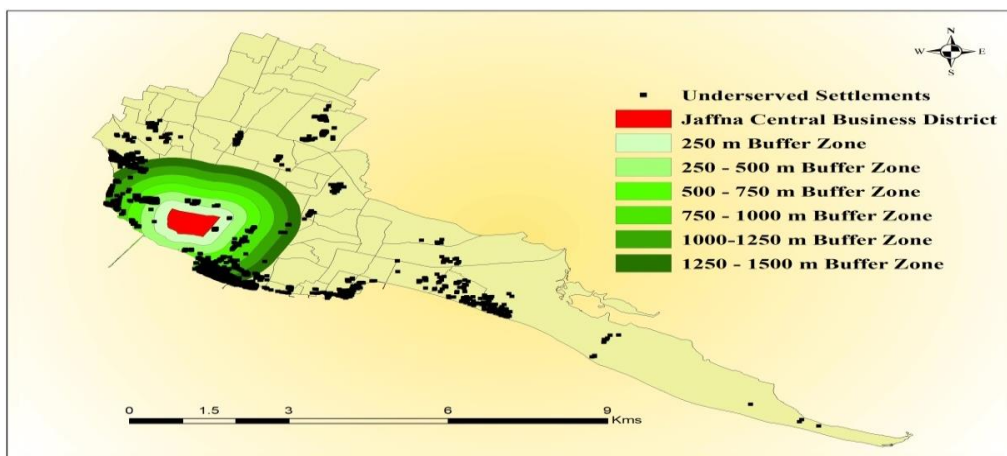 N
W E
S
Underserved Settlements
Jaffna Central Business District
250 m Buffer Zone
250 - 500 m Buffer Zone
500 - 750 m Buffer Zone
750 - 1000 m Buffer Zone
1000-1250 m Buffer Zone
1250 - 1500 m Buffer Zone
0 1.5 3 6 9
Kms